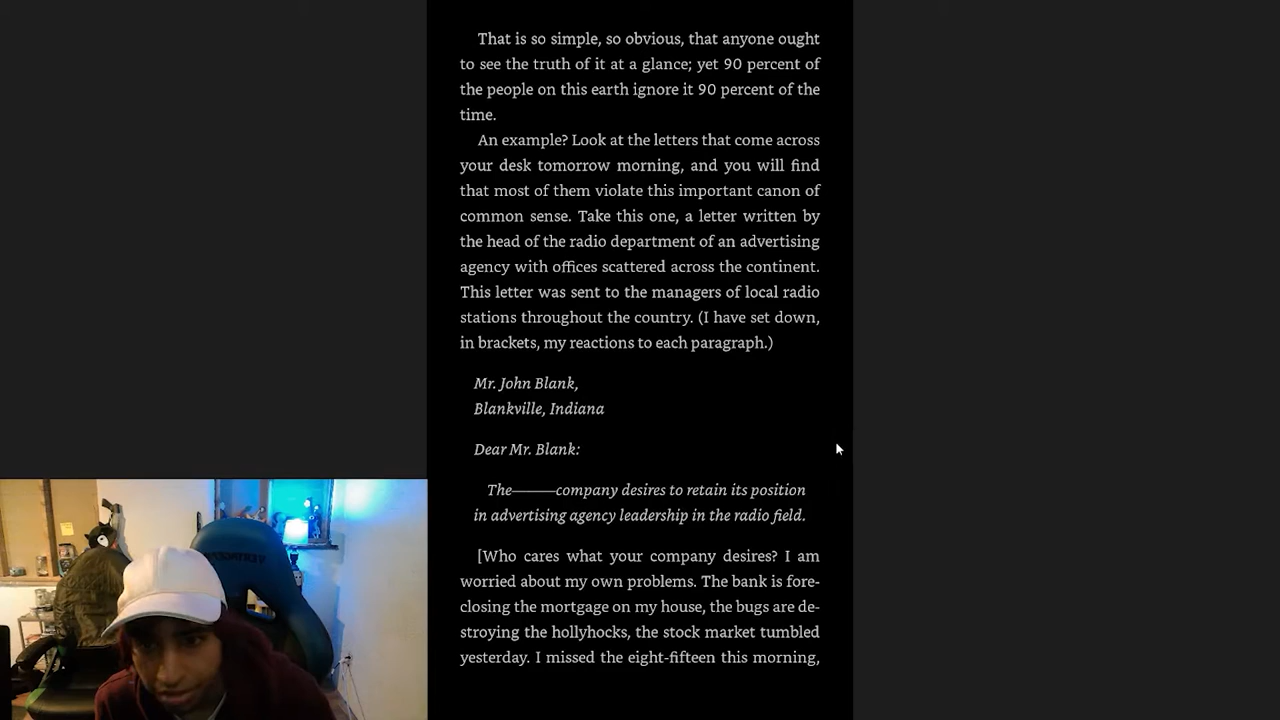 That is so simple, so obvious, that anyone ought
to see the truth of it at a glance; yet 90 percent of
the people on this earth ignore it 90 percent of the
time.
An example? Look at the letters that come across
your desk tomorrow morning, and you will find
that most of them violate this important canon of
common sense. Take this one, a letter written by
the head of the radio department of an advertising
agency with offices scattered across the continent.
This letter was sent to the managers of local radio
stations throughout the country. (I have set down,
in brackets, my reactions to each paragraph.)
Mr. John Blank,
Blankville, Indiana
Dear Mr. Blank:
The———company desires to retain its position
in advertising agency leadership in the radio field.
[Who cares what your company desires? I am
worried about my own problems. The bank is fore-
closing the mortgage on my house, the bugs are de-
stroying the hollyhocks, the stock market tumbled
yesterday. I missed the eight-fifteen this morning,